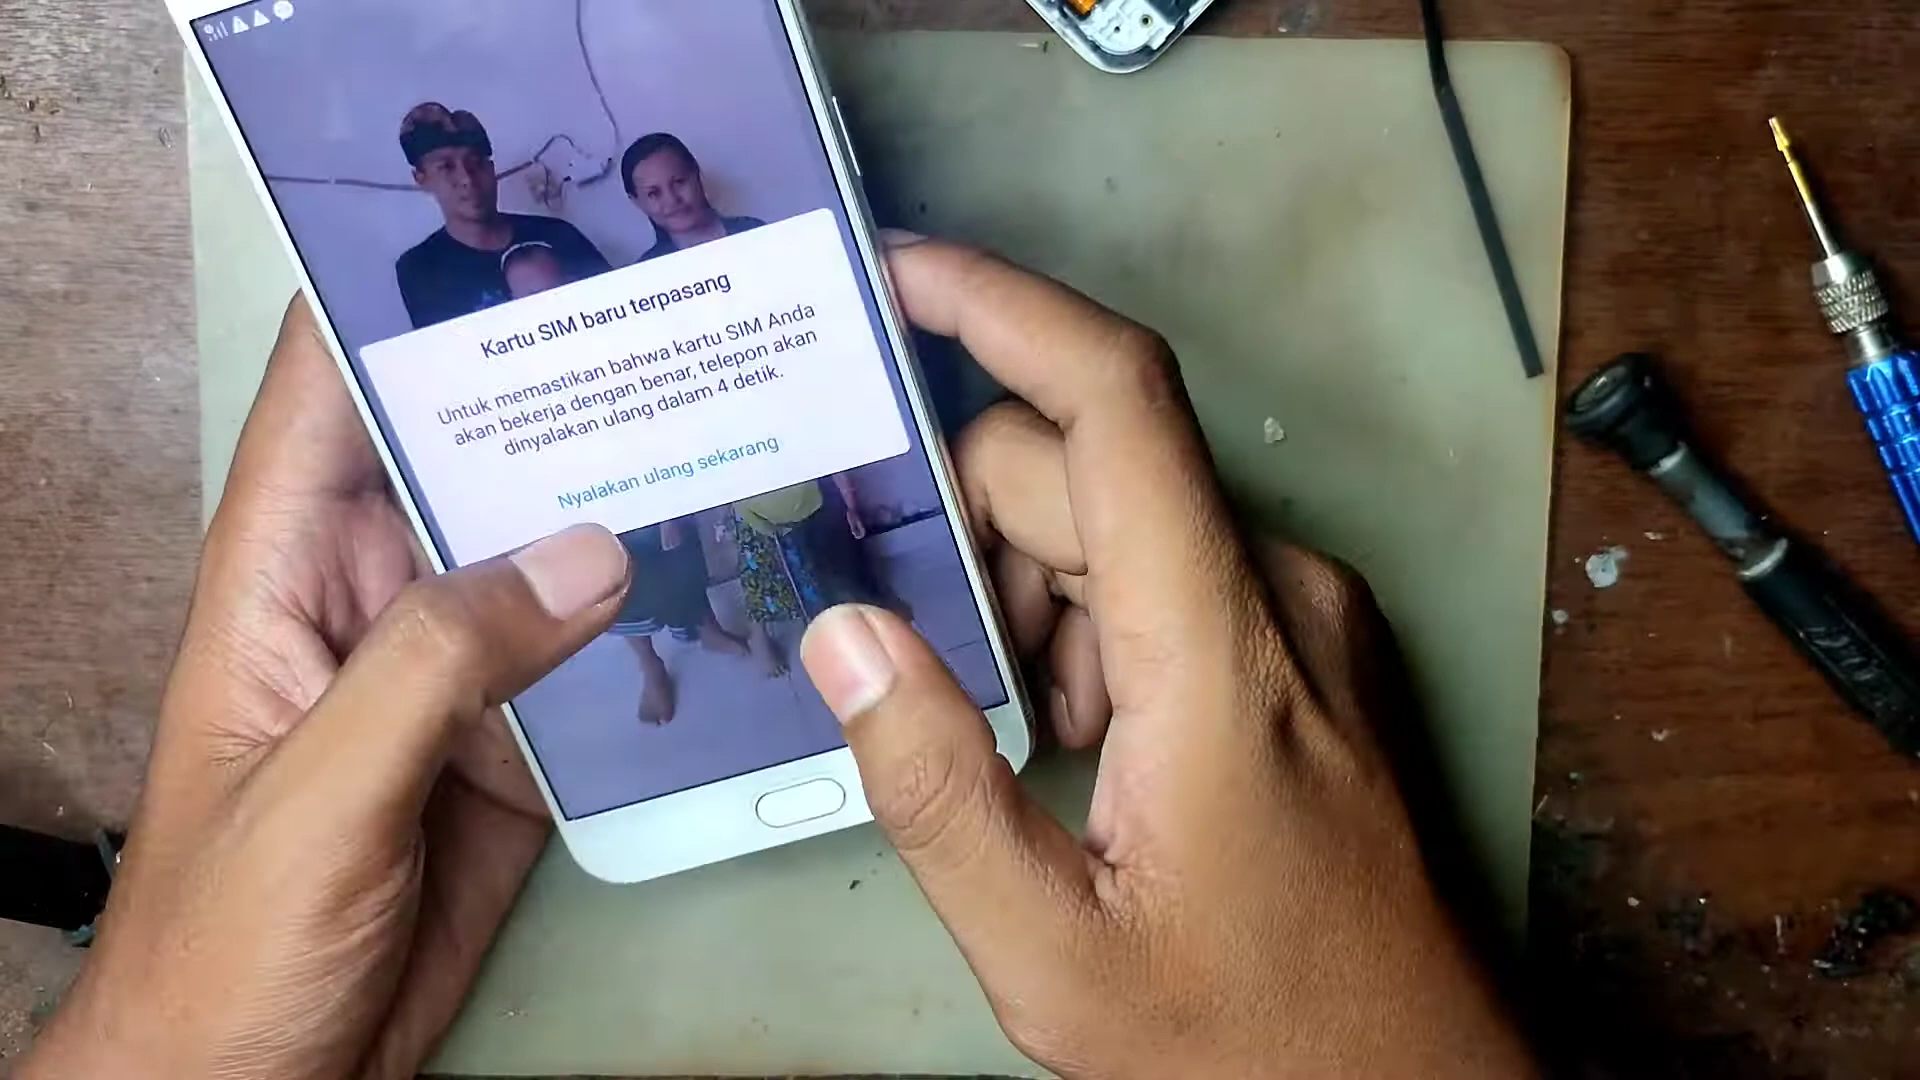 Kartu SIM baru terpasang
Untuk memastikan bahwa kartu SIM Anda
akan bekerja dengan benar, telepon akan
dinyalakan ulang dalam 4 detik.
Nyalakan ulang sekarang